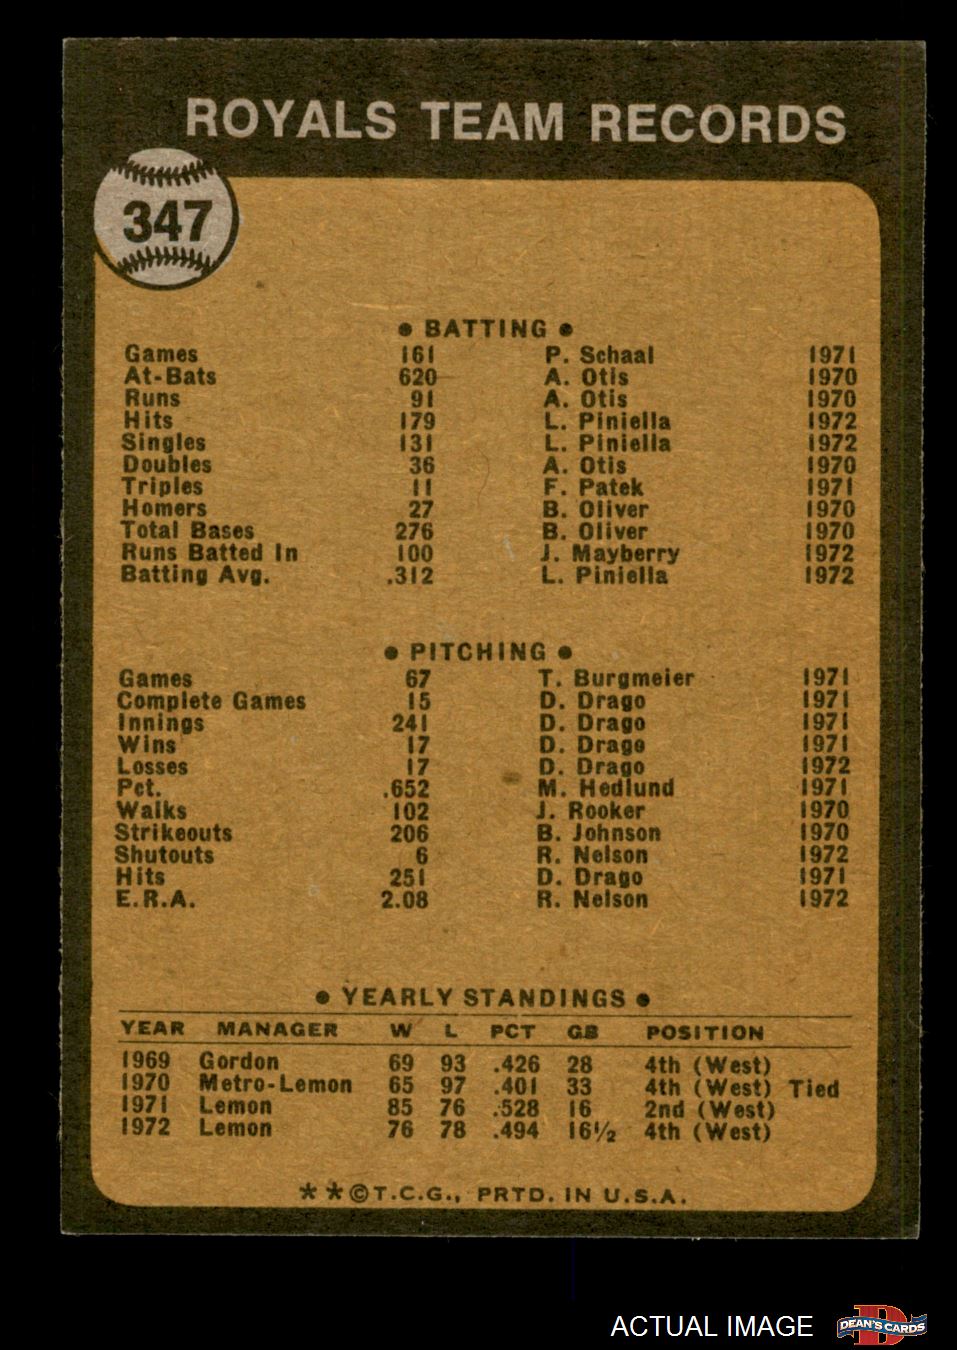 ROYALS TEAM RECORDS
347
● BATTING ●
Games 161 P. Schaal 1971
At-Bats 620 A. Otis 1970
Runs 91 A. Otis 1970
Hits 179 L. Piniella 1972
Singles 131 L. Piniella 1972
Doubles 36 A. Otis 1970
Triples 11 F. Patek 1971
Homers 27 B. Oliver 1970
Total Bases 276 B. Oliver 1970
Runs Batted In 100 J. Mayberry 1972
Batting Avg. .312 L. Piniella 1972
● PITCHING ●
Games 67 T. Burgmeier 1971
Complete Games 15 D. Drago 1971
Innings 241 D. Drago 1971
Wins 17 D. Drago 1971
Losses 17 D. Drago 1972
Pct. .652 M. Hedlund 1971
Walks 102 J. Rooker 1970
Strikeouts 206 B. Johnson 1970
Shutouts 6 R. Nelson 1972
Hits 251 D. Drago 1971
E.R.A. 2.08 R. Nelson 1972
● YEARLY STANDINGS ●
YEAR MANAGER W L PCT GB POSITION
1969 Gordon 69 93 .426 28 4th (West)
1970 Metro-Lemon 65 97 .401 33 4th (West) Tied
1971 Lemon 85 76 .528 16 2nd (West)
1972 Lemon 76 78 .494 16½ 4th (West)
★★©T.C.G., PRTD. IN U.S.A.
ACTUAL IMAGE
D
DEAN'S CARDS